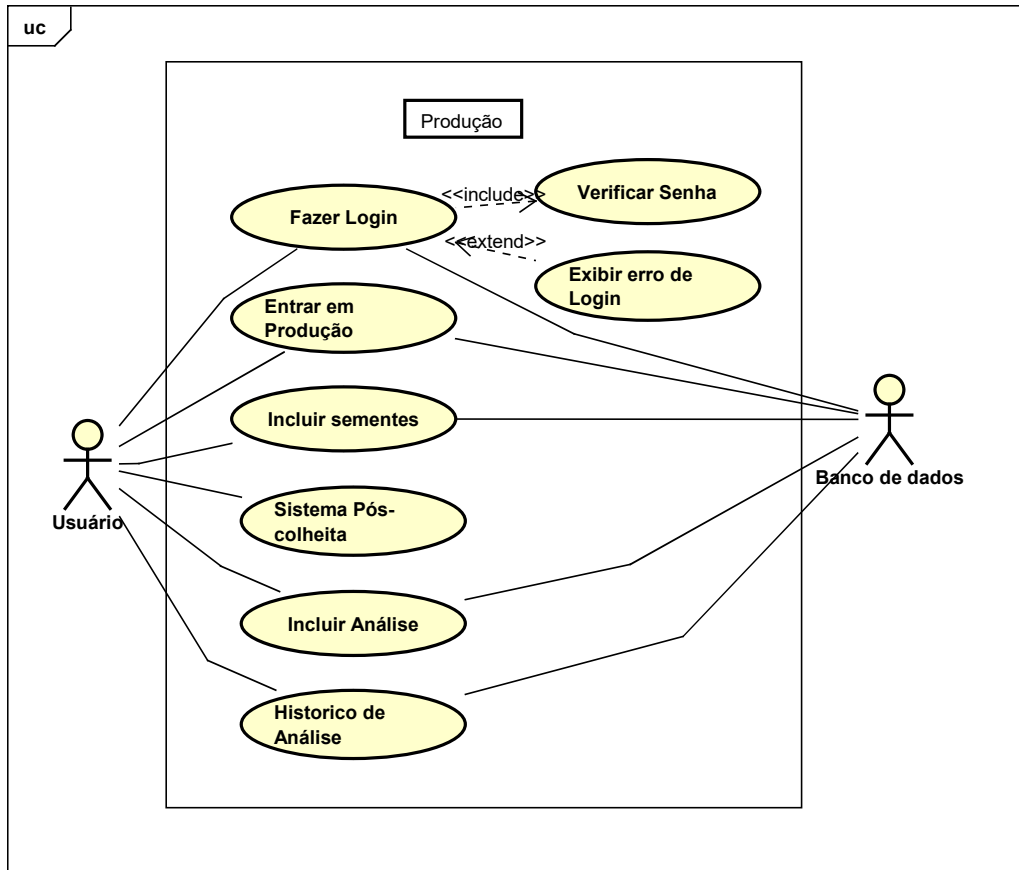 uc
Produção
<<include>>
Verificar Senha
Fazer Login
<<extend>>
Exibir erro de
Login
Entrar em
Produção
Incluir sementes
Banco de dados
Usuário
Sistema Pós-
colheita
Incluir Análise
Historico de
Análise